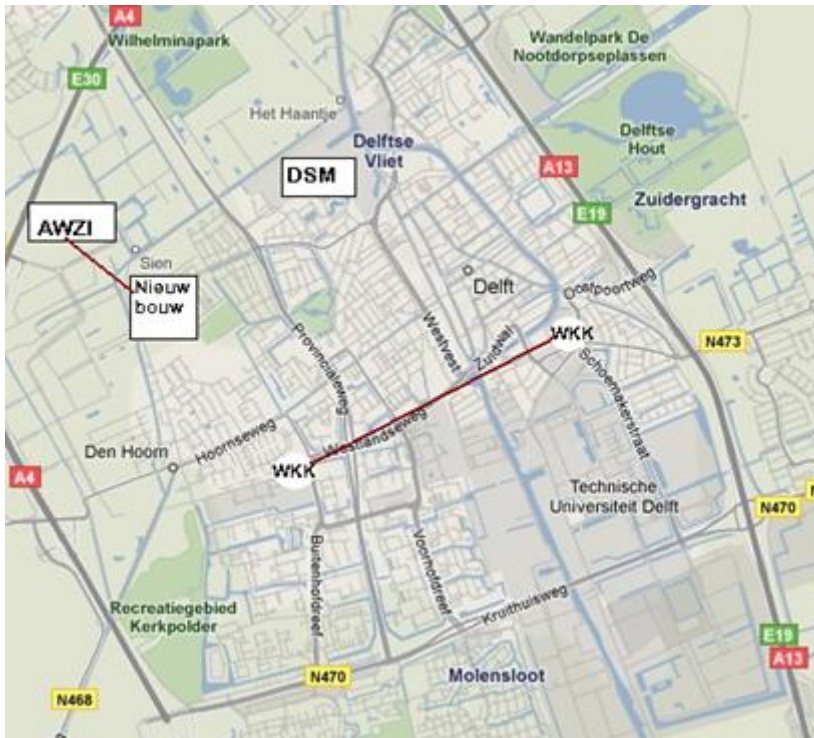 A4
Wilhelminapark
Wandelpark De
Nootdorpseplassen
E30
Het Haantje
Delftse
Vliet
Delftse
Hout
DSM
A13
Zuidergracht
E19
AWZI
Sion
Nieuw
bouw
Delft
Oostpoortweg
Provincialeweg
Westvest
Zuidwal
WKK
N473
Schoemakerstraat
Westlandseweg
Hoornseweg
Den Hoorn
WKK
A4
Technische
Universiteit Delft
N470
N
Buitenhofdreef
Voorhofdreef
Kruithuisweg
Recreatiegebied
Kerkpolder
E19
A13
N470
Molensloot
N468